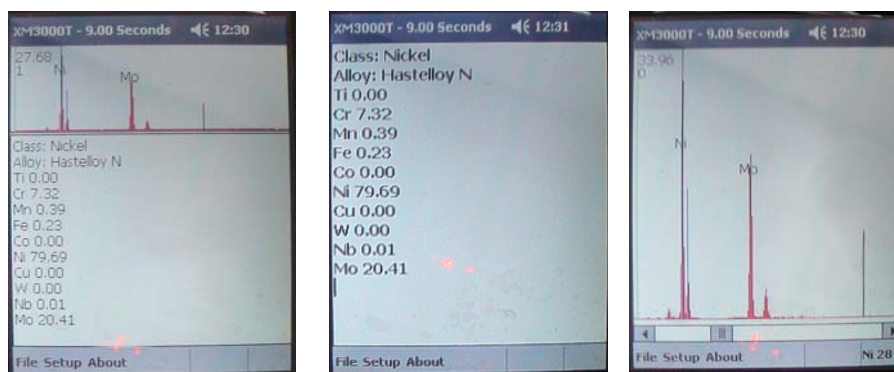 XM3000T - 9.00 Seconds 12:30
27.68
1
Ni
Mo
Class: Nickel
Alloy: Hastelloy N
Ti 0.00
Cr 7.32
Mn 0.39
Fe 0.23
Co 0.00
Ni 79.69
Cu 0.00
W 0.00
Nb 0.01
Mo 20.41
File Setup About
XM3000T - 9.00 Seconds 12:31
Class: Nickel
Alloy: Hastelloy N
Ti 0.00
Cr 7.32
Mn 0.39
Fe 0.23
Co 0.00
Ni 79.69
Cu 0.00
W 0.00
Nb 0.01
Mo 20.41
File Setup About
XM3000T - 9.00 Seconds 12:30
33.96
0
Ni
Mo
File Setup About
Ni 28